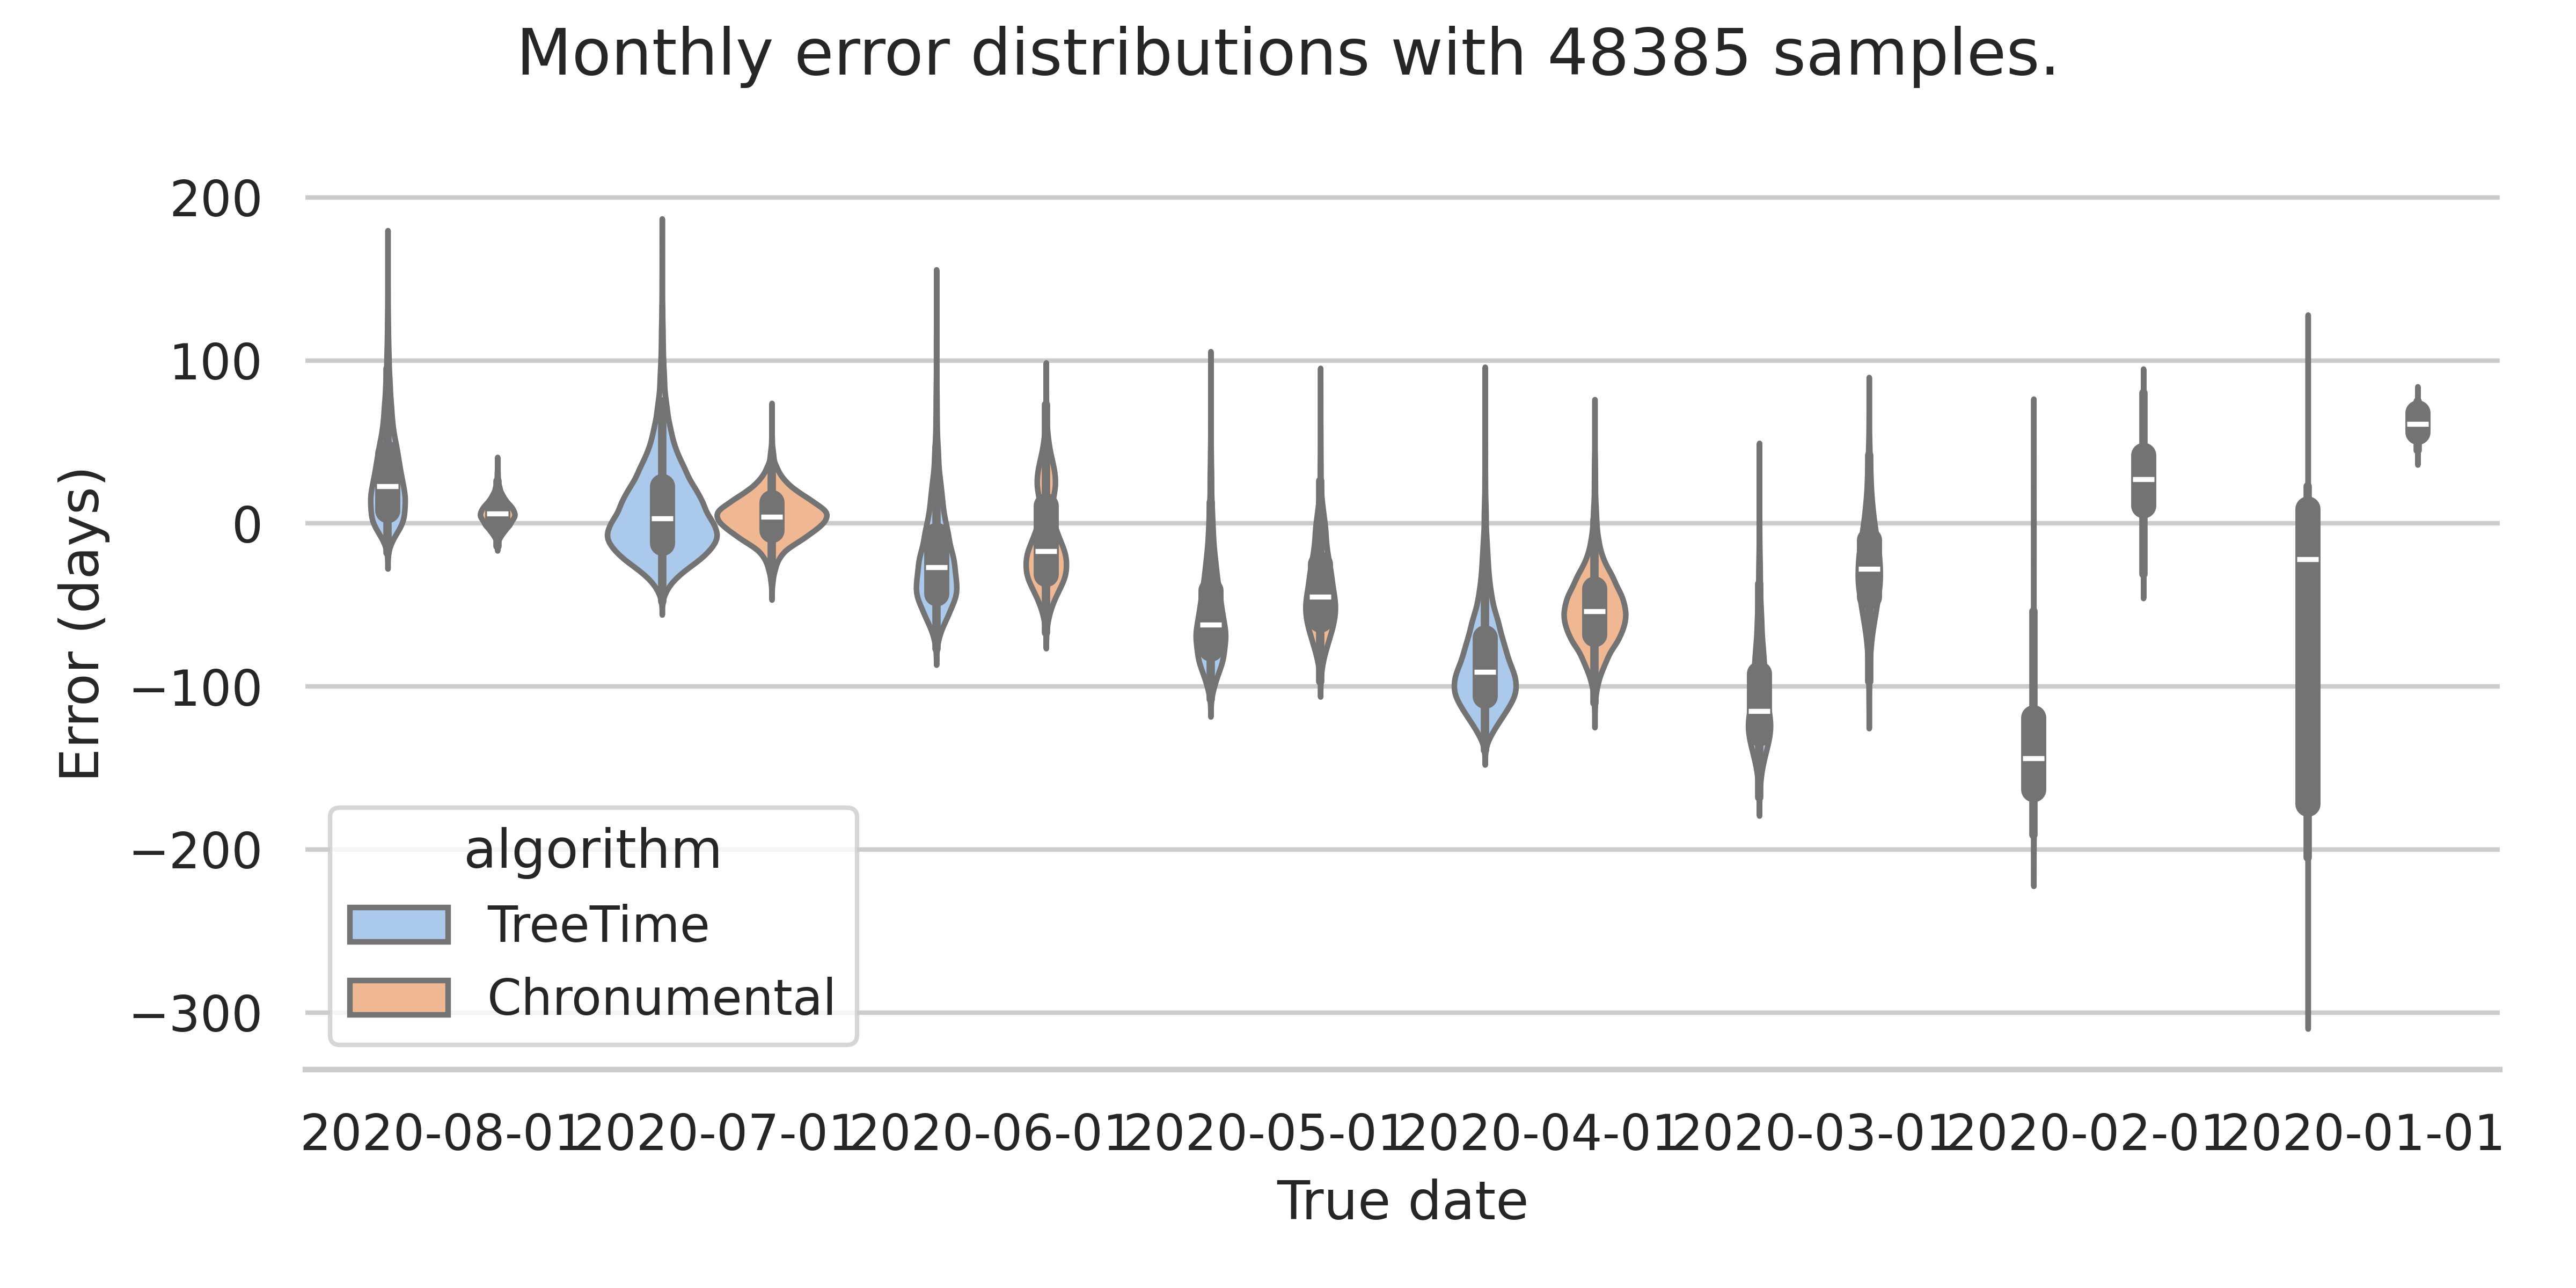 Monthly error distributions with 48385 samples.
200
100
0
−100
−200
−300
Error (days)
algorithm
TreeTime
Chronumental
2020-08-01 2020-07-01 2020-06-01 2020-05-01 2020-04-01 2020-03-01 2020-02-01 2020-01-01
True date